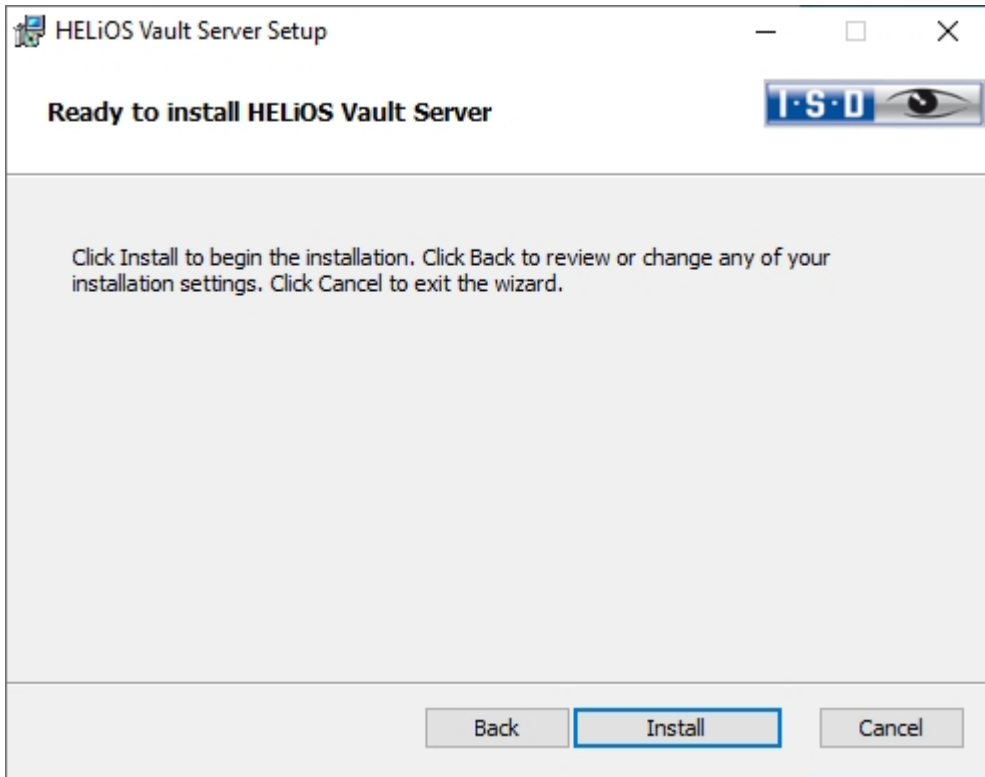 HELiOS Vault Server Setup
Ready to install HELiOS Vault Server
I·S·D
Click Install to begin the installation. Click Back to review or change any of your
installation settings. Click Cancel to exit the wizard.
Back
Install
Cancel